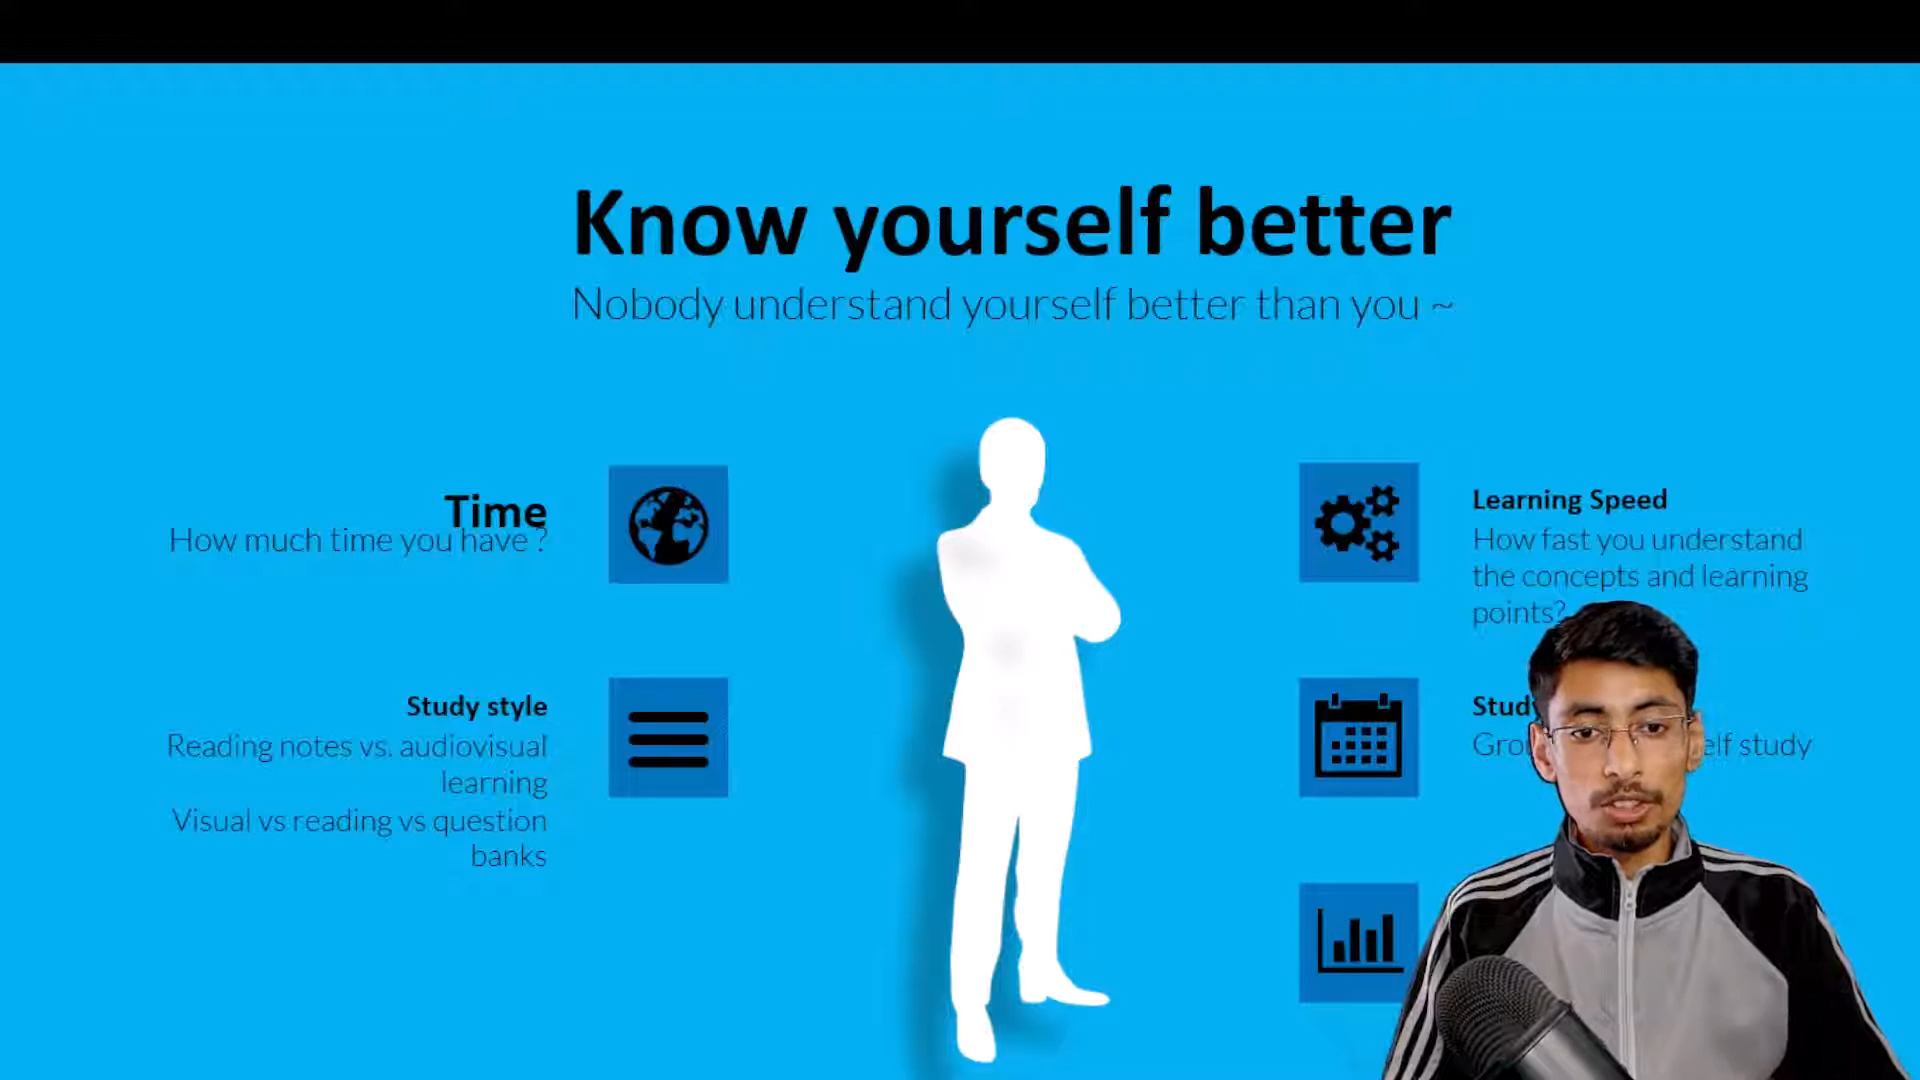 Know yourself better
Nobody understand yourself better than you ~
Time
How much time you have ?
Study style
Reading notes vs. audiovisual
learning
Visual vs reading vs question
banks
Learning Speed
How fast you understand
the concepts and learning
points?
study